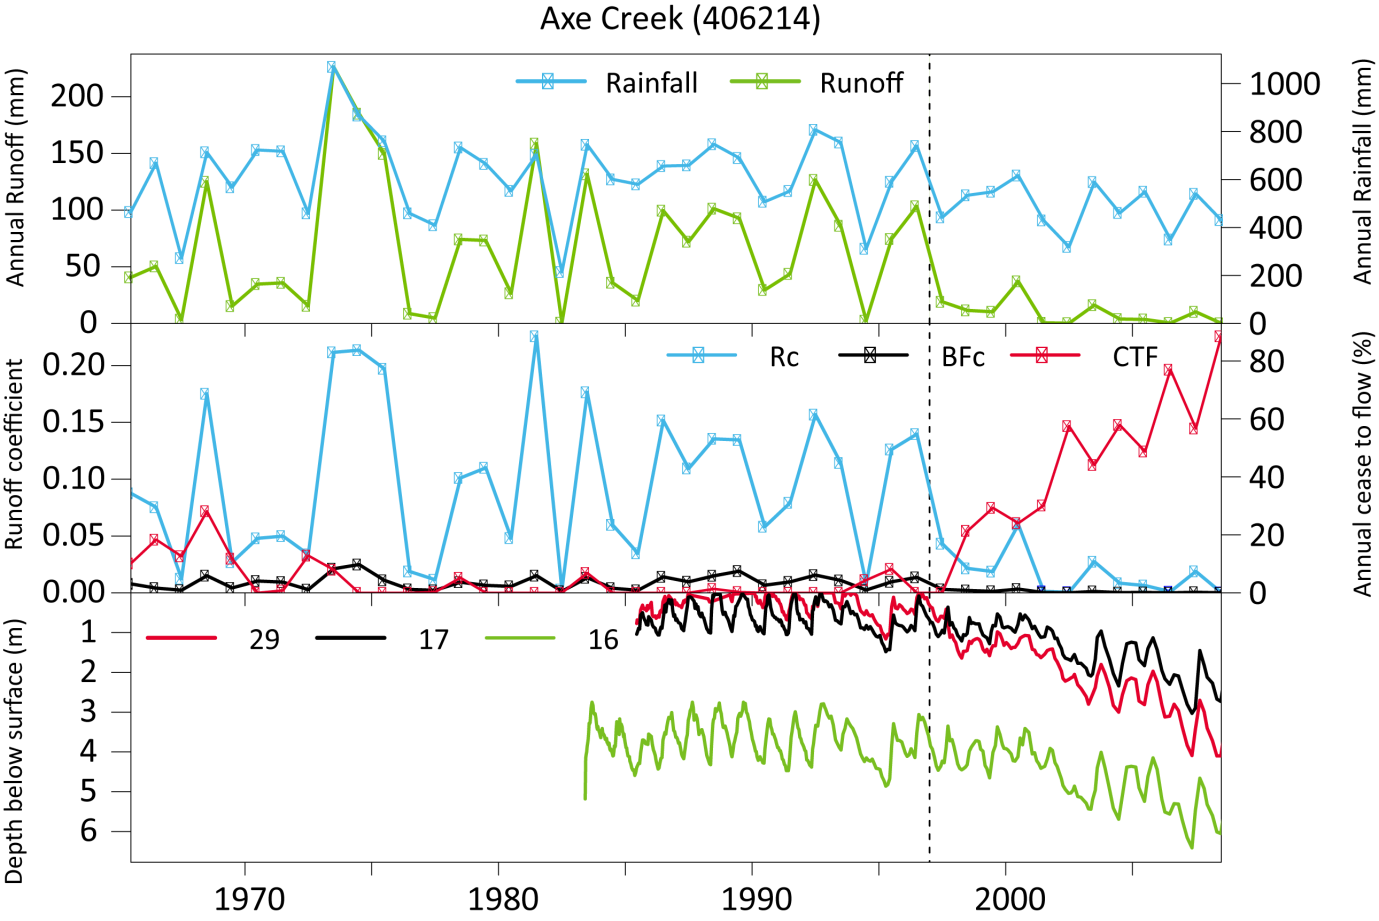 Axe Creek (406214)
Annual Runoff (mm)
200
150
100
50
0
Rainfall Runoff
1000
800
600
400
200
0
Annual Rainfall (mm)
Runoff coefficient
0.20
0.15
0.10
0.05
0.00
Rc BFc CTF
80
60
40
20
0
Annual cease to flow (%)
Depth below surface (m)
1
2
3
4
5
6
29 17 16
1970 1980 1990 2000